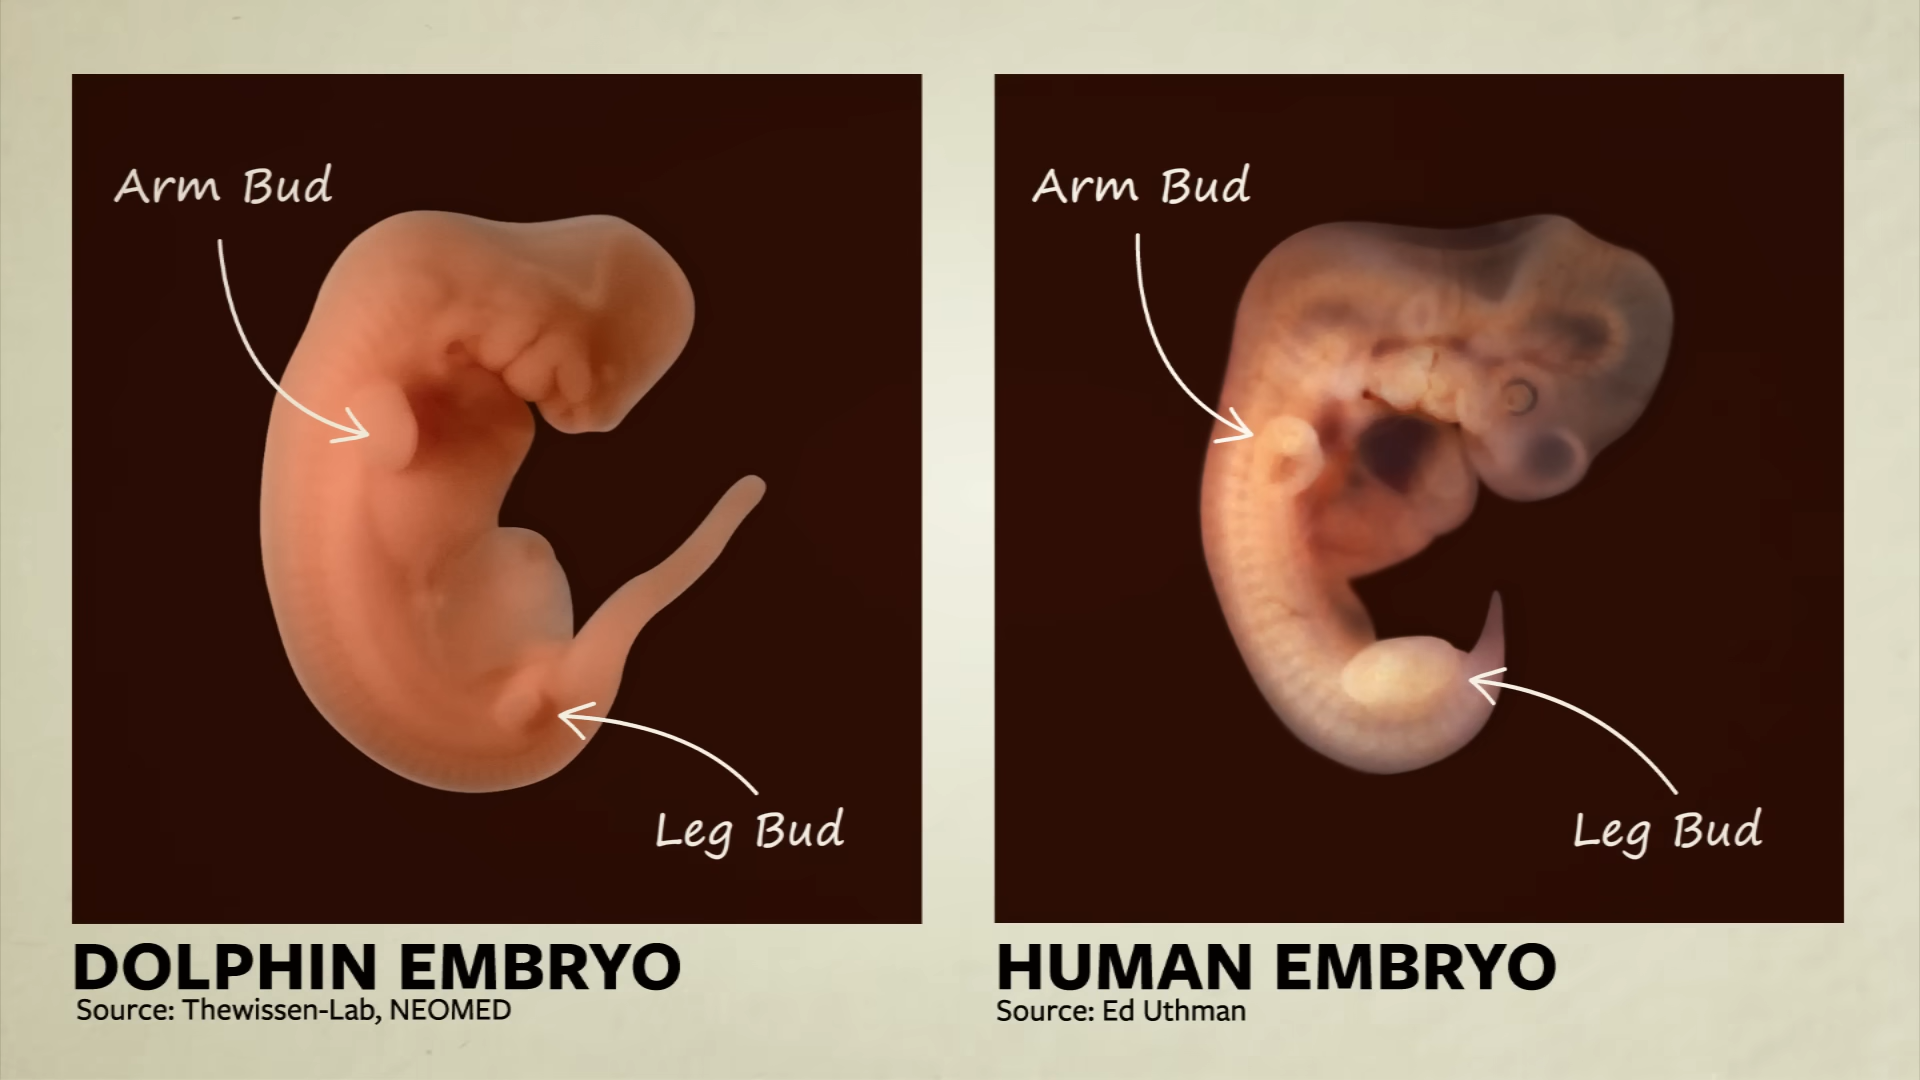 Arm Bud
Leg Bud
DOLPHIN EMBRYO
Source: Thewissen-Lab, NEOMED
Arm Bud
Leg Bud
HUMAN EMBRYO
Source: Ed Uthman